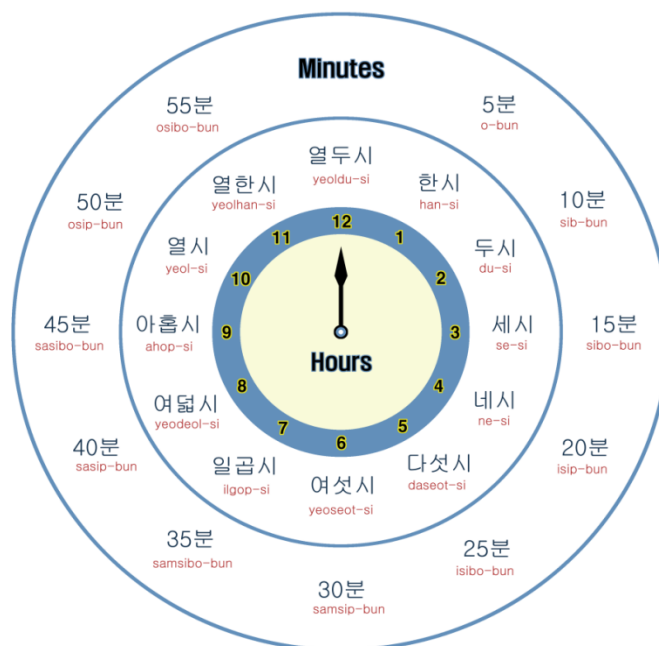 Minutes
5분
o-bun
10분
sib-bun
15분
sibo-bun
20분
isip-bun
25분
isibo-bun
30분
samsip-bun
35분
samsibo-bun
40분
sasip-bun
45분
sasibo-bun
50분
osip-bun
55분
osibo-bun
열두시
yeoldu-si
한시
han-si
두시
du-si
세시
se-si
네시
ne-si
다섯시
daseot-si
여섯시
yeoseot-si
일곱시
ilgop-si
여덟시
yeodeol-si
아홉시
ahop-si
열시
yeol-si
열한시
yeolhan-si
12
1
2
3
4
5
6
7
8
9
10
11
Hours